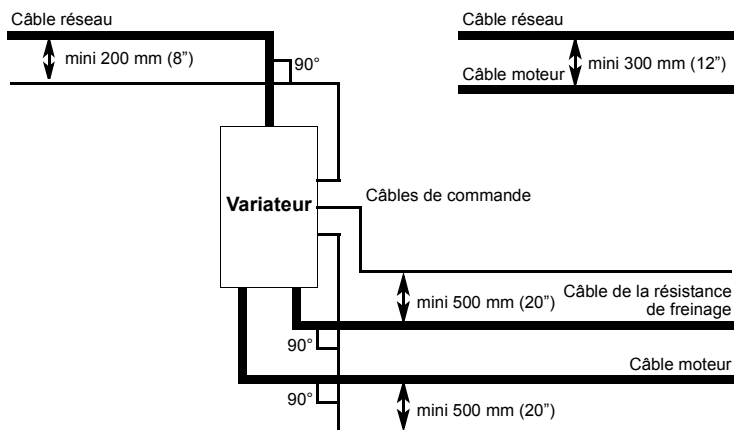 Câble réseau
mini 200 mm (8”)
90°
Câble réseau
mini 300 mm (12”)
Câble moteur
Variateur
Câbles de commande
mini 500 mm (20”)
Câble de la résistance
de freinage
90°
Câble moteur
90°
mini 500 mm (20”)